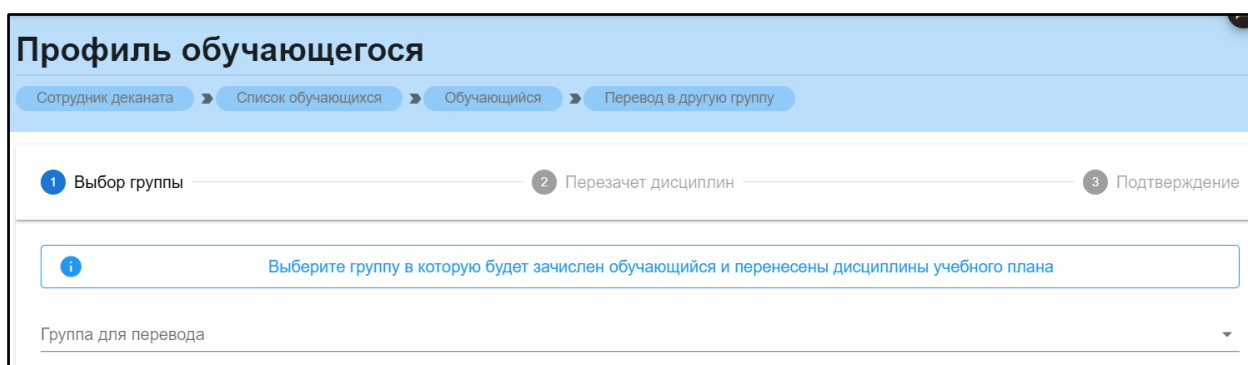 Профиль обучающегося
Сотрудник деканата Список обучающихся Обучающийся Перевод в другую группу
1 Выбор группы 2 Перезачет дисциплин 3 Подтверждение
Выберите группу в которую будет зачислен обучающийся и перенесены дисциплины учебного плана
Группа для перевода